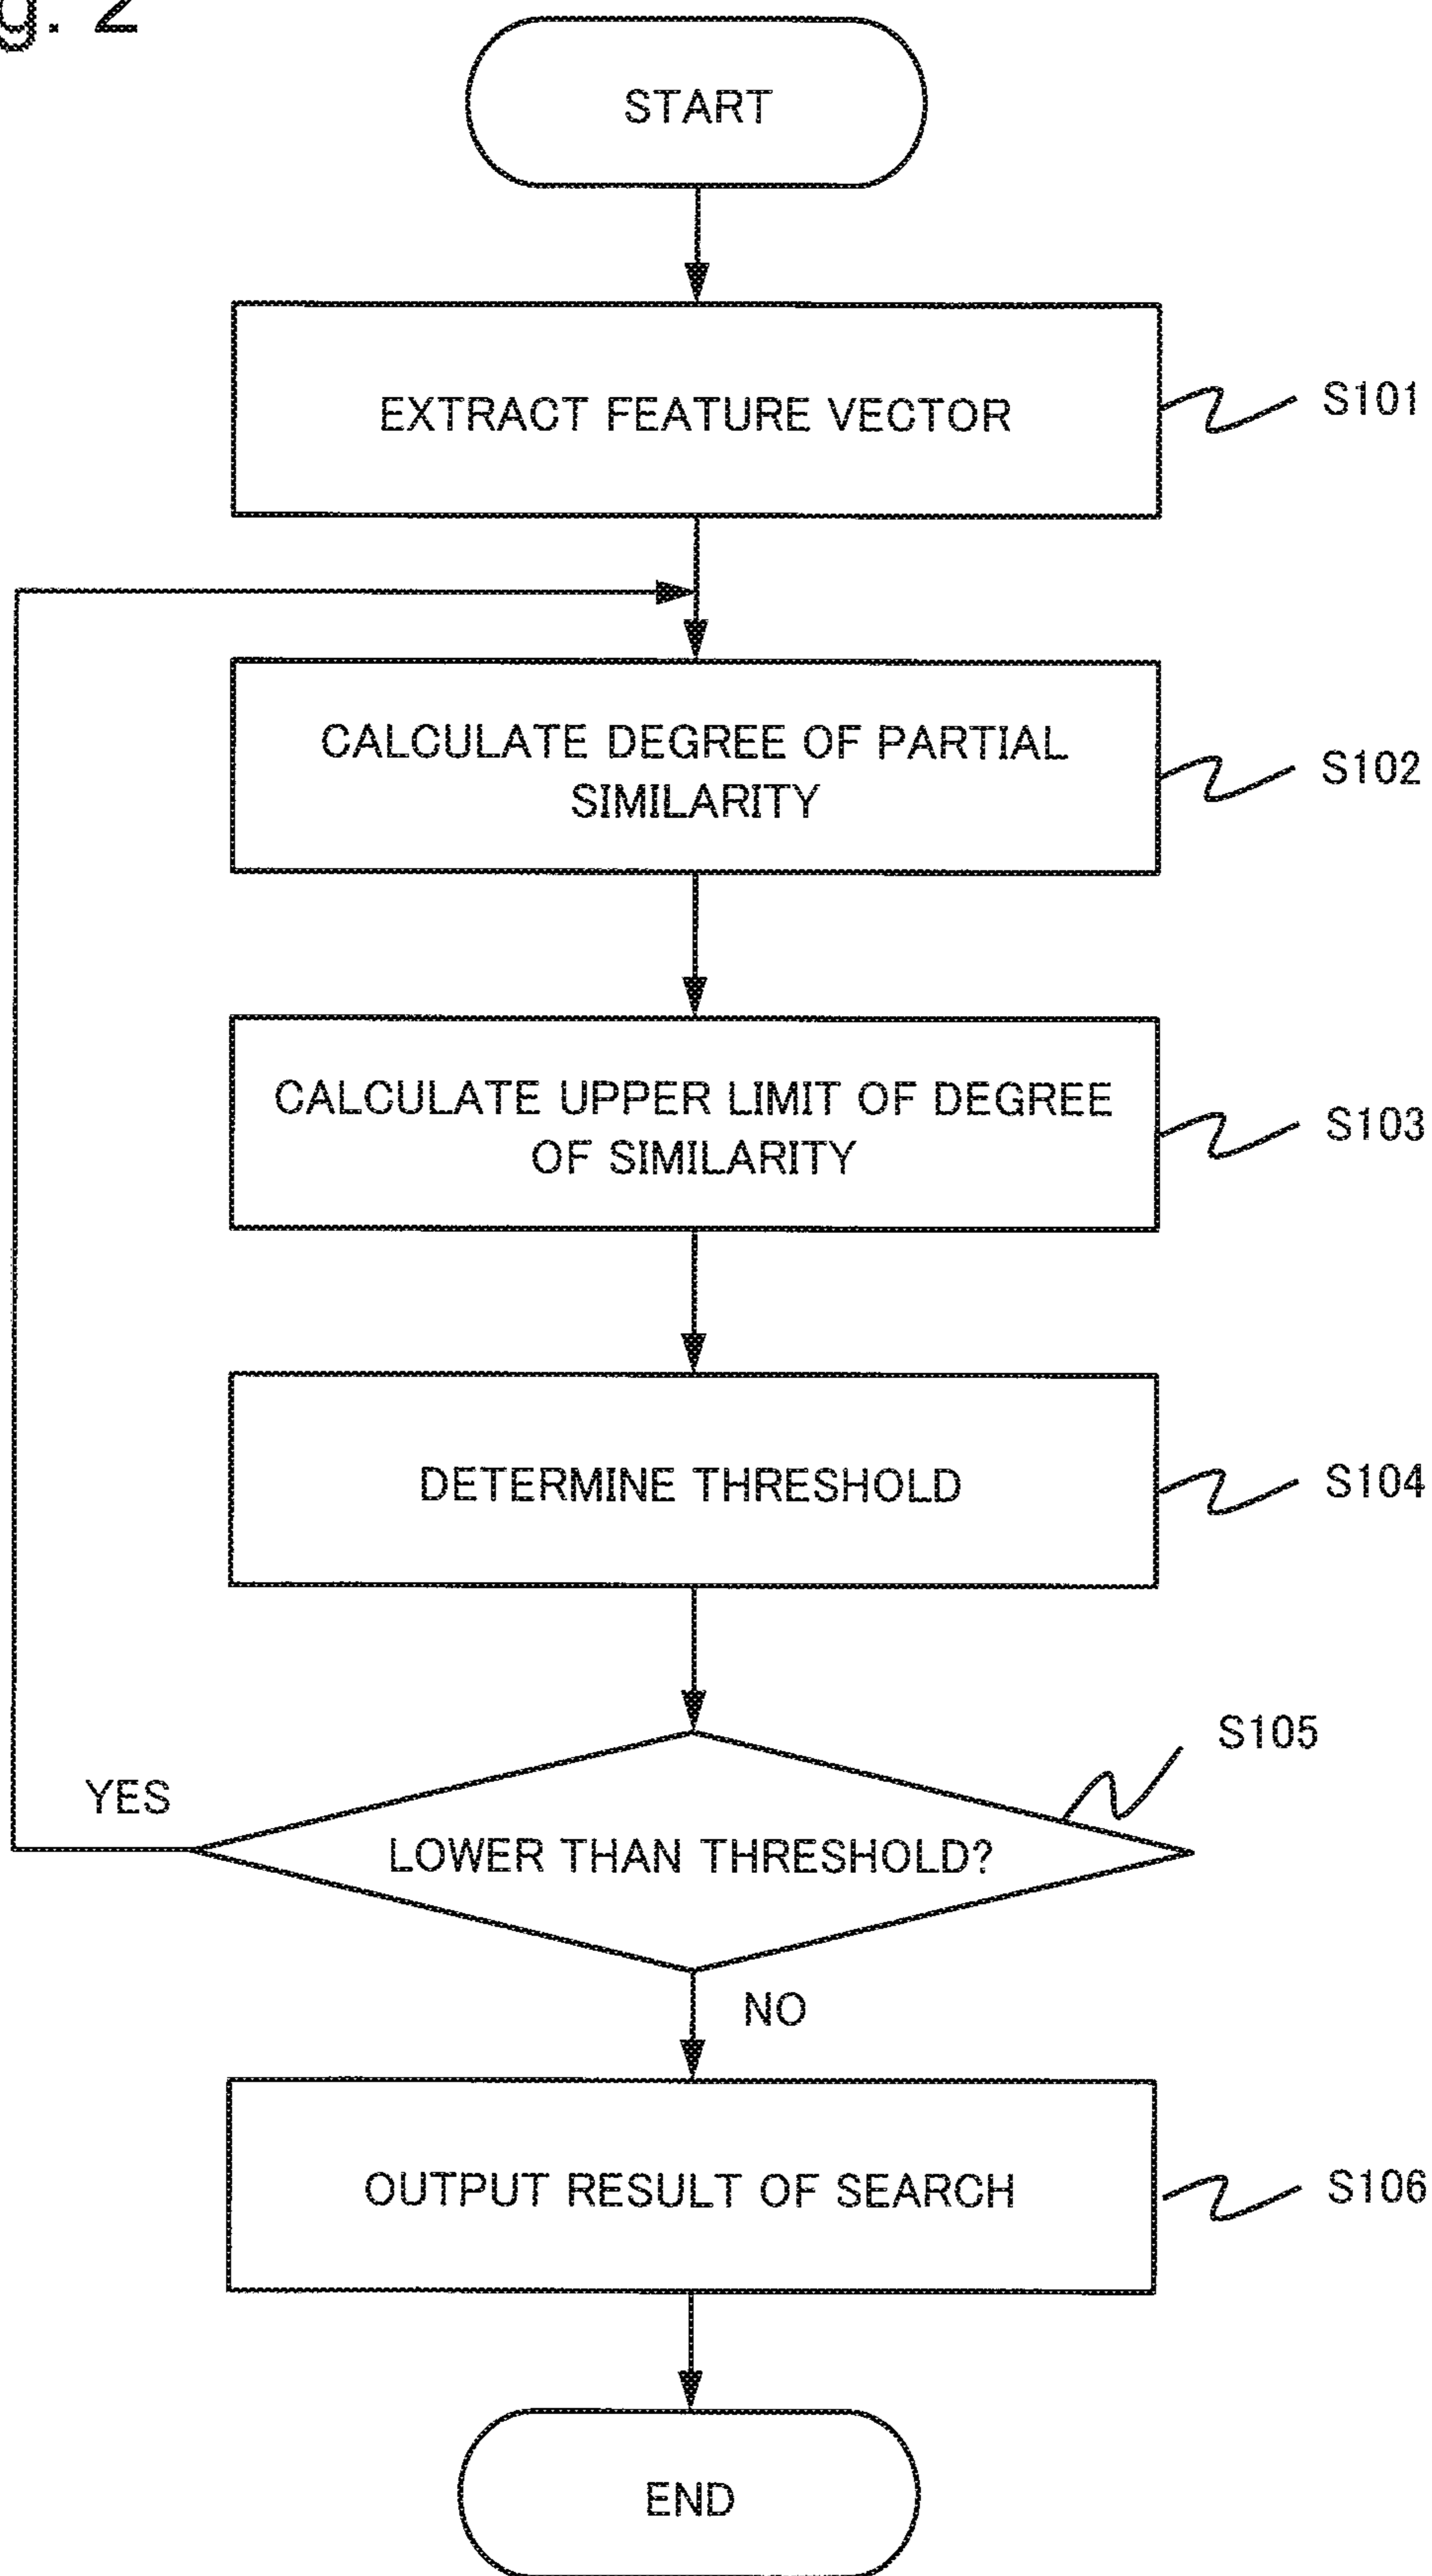 g. 2
START
EXTRACT FEATURE VECTOR
S101
CALCULATE DEGREE OF PARTIAL
SIMILARITY
S102
CALCULATE UPPER LIMIT OF DEGREE
OF SIMILARITY
S103
DETERMINE THRESHOLD
S104
S105
YES
LOWER THAN THRESHOLD?
NO
OUTPUT RESULT OF SEARCH
S106
END